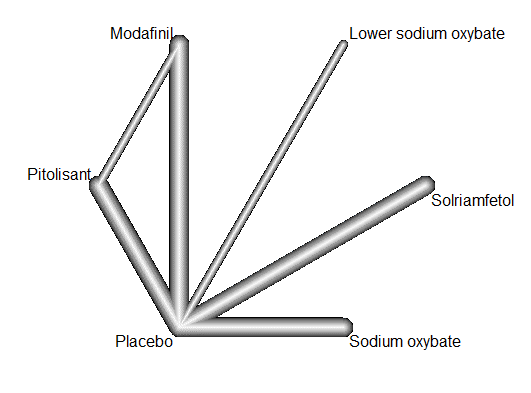 Modafinil
Lower sodium oxybate
Pitolisant
Solriamfetol
Placebo
Sodium oxybate